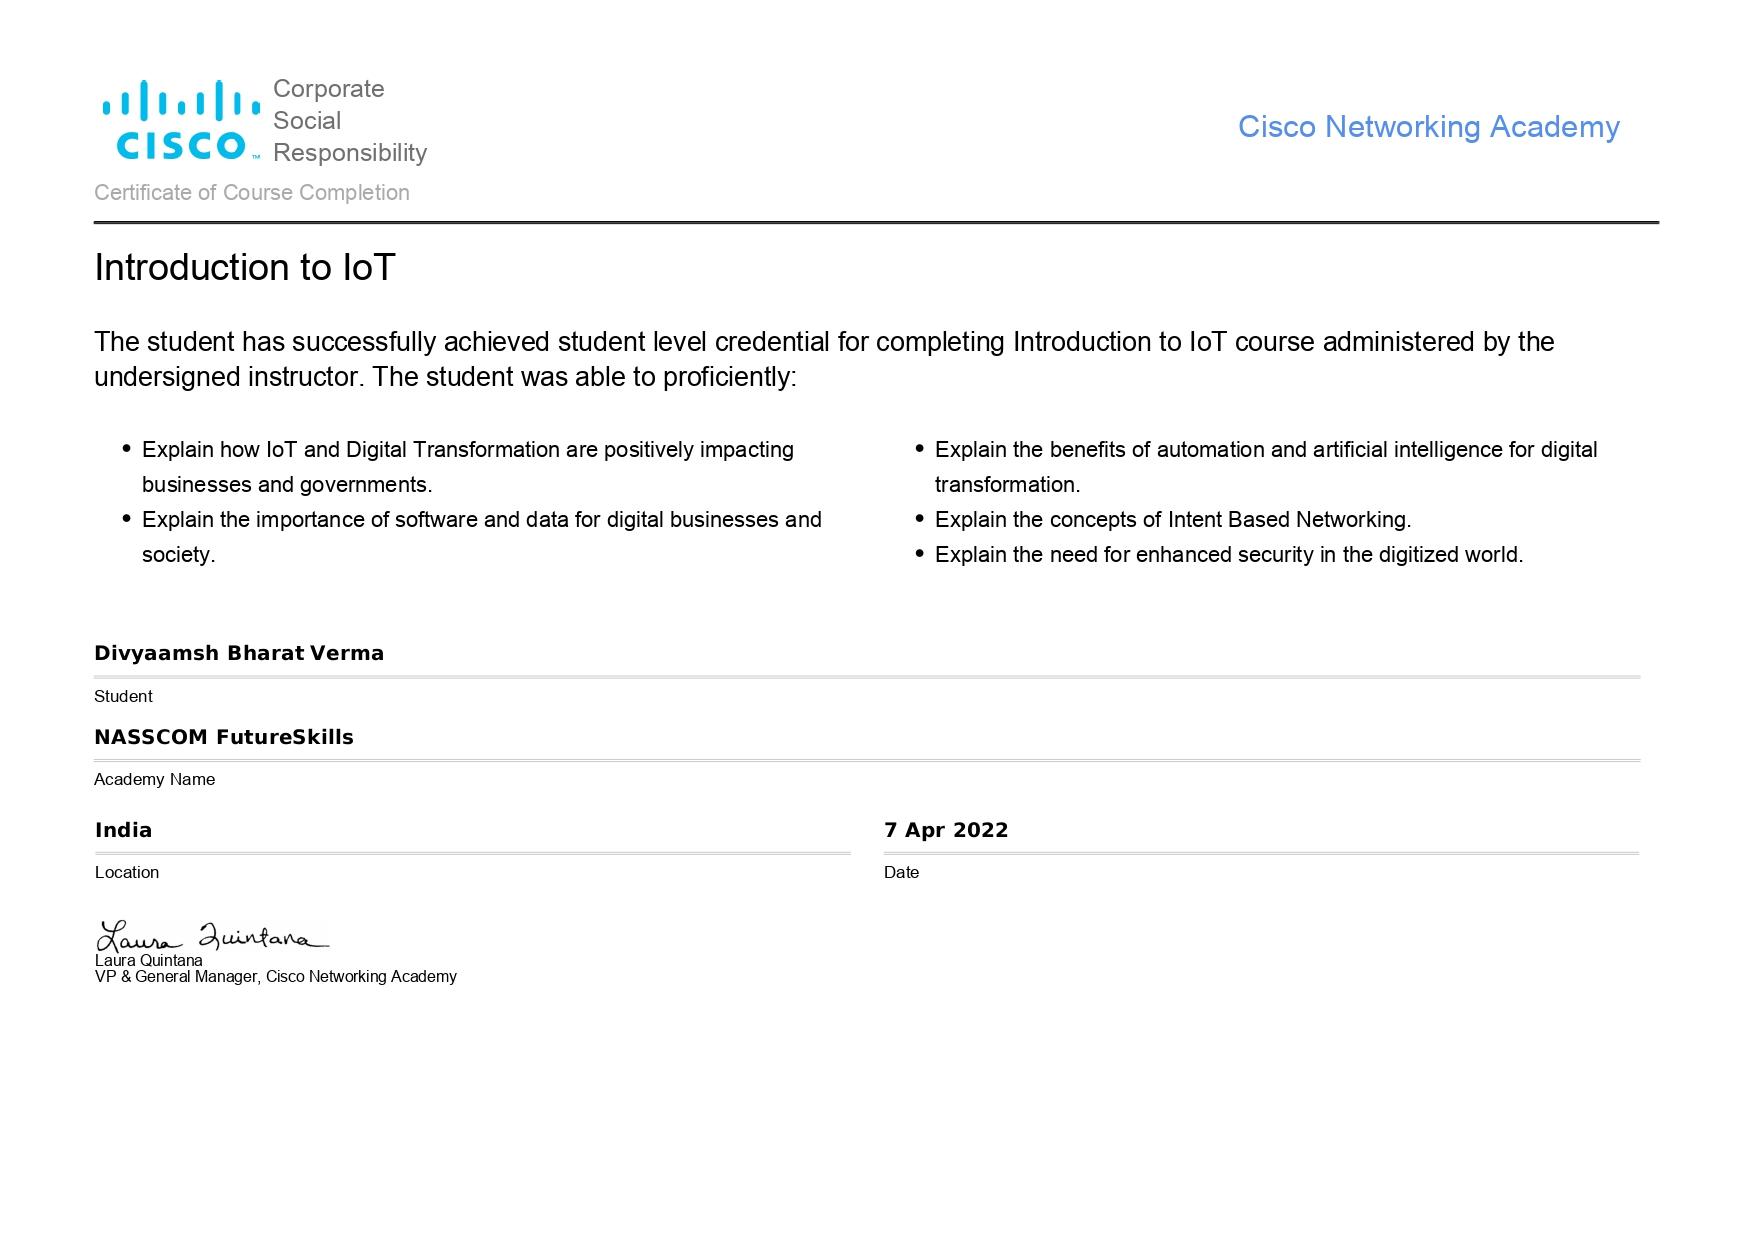 Corporate
Social
Responsibility
CISCO™
Cisco Networking Academy
Certificate of Course Completion
Introduction to IoT
The student has successfully achieved student level credential for completing Introduction to IoT course administered by the
undersigned instructor. The student was able to proficiently:
• Explain how IoT and Digital Transformation are positively impacting
businesses and governments.
• Explain the importance of software and data for digital businesses and
society.
• Explain the benefits of automation and artificial intelligence for digital
transformation.
• Explain the concepts of Intent Based Networking.
• Explain the need for enhanced security in the digitized world.
Divyaamsh Bharat Verma
Student
NASSCOM FutureSkills
Academy Name
India
Location
7 Apr 2022
Date
Laura Quintana
Laura Quintana
VP & General Manager, Cisco Networking Academy